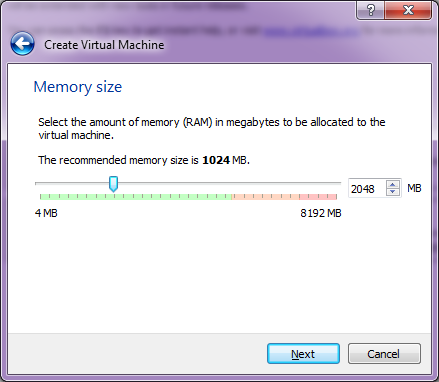 Create Virtual Machine
Memory size
Select the amount of memory (RAM) in megabytes to be allocated to the
virtual machine.
The recommended memory size is 1024 MB.
2048 MB
4 MB 8192 MB
Next Cancel